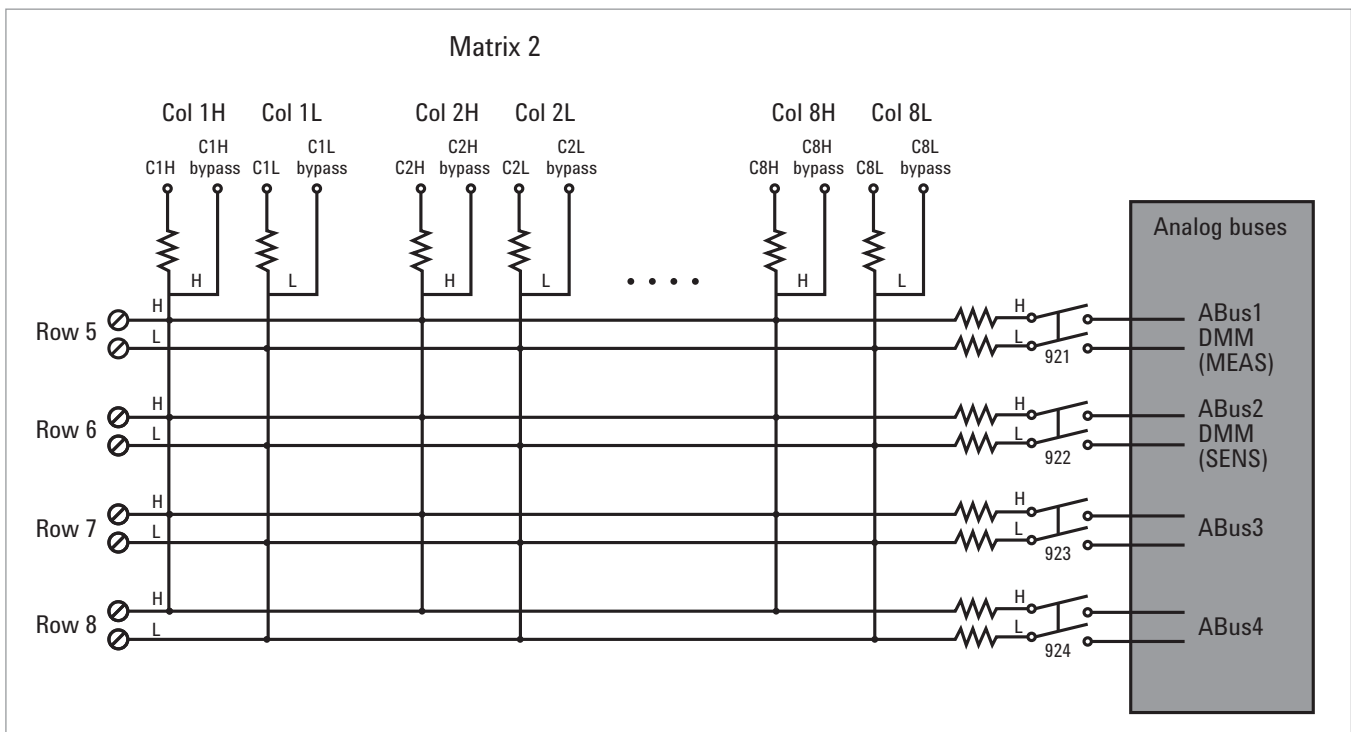 Matrix 2
Col 1H Col 1L Col 2H Col 2L Col 8H Col 8L
C1H C1H bypass C1L C1L bypass C2H C2H bypass C2L C2L bypass C8H C8H bypass C8L C8L bypass
H L H L H L
Analog buses
Row 5 H L H L 921 ABus1 DMM (MEAS)
Row 6 H L H L 922 ABus2 DMM (SENS)
Row 7 H L H L 923 ABus3
Row 8 H L H L 924 ABus4